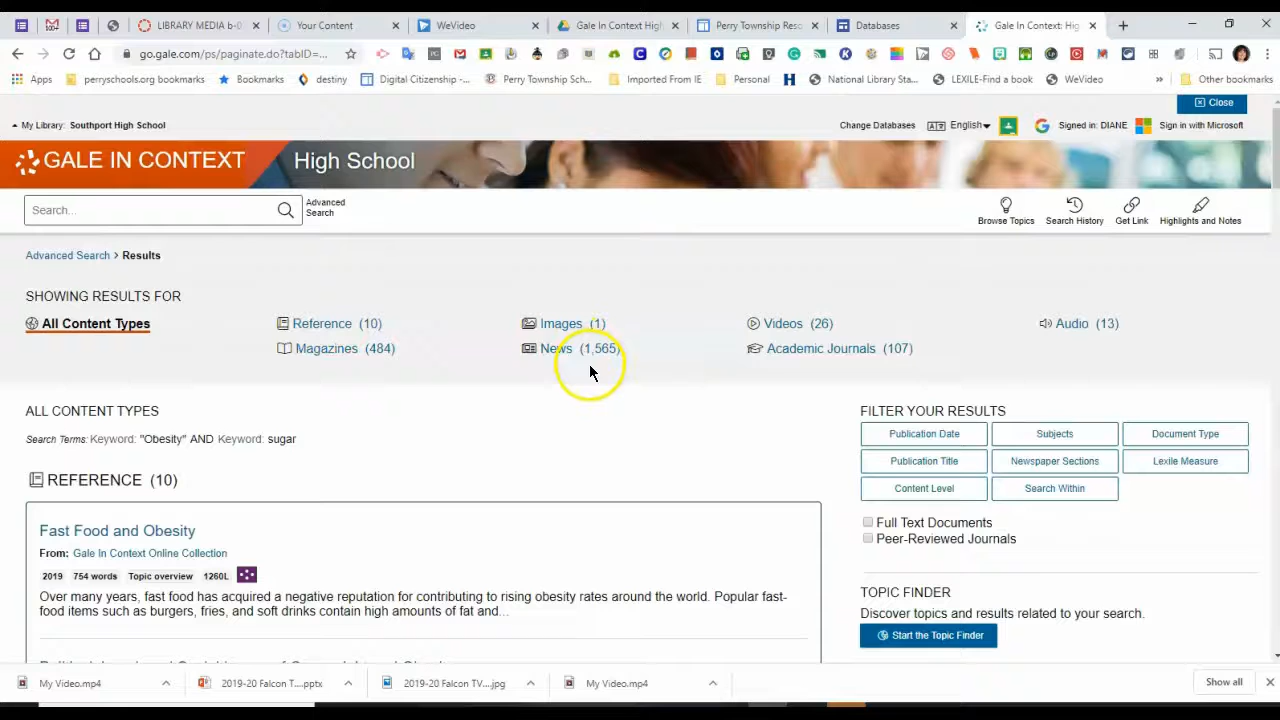 LIBRARY MEDIA b-0
Your Content
WeVideo
Gale In Context High
Perry Township Reso
Databases
Gale In Context: Hig
go.gale.com/ps/paginate.do?tabID=...
Apps
perryschools.org bookmarks
Bookmarks
destiny
Digital Citizenship -...
Perry Township Sch...
Imported From IE
Personal
National Library Sta...
LEXILE-Find a book
WeVideo
»
Other bookmarks
Close
My Library: Southport High School
Change Databases
English
Signed in: DIANE
Sign in with Microsoft
GALE IN CONTEXT
High School
Search...
Advanced
Search
Browse Topics
Search History
Get Link
Highlights and Notes
Advanced Search > Results
SHOWING RESULTS FOR
All Content Types
Reference (10)
Images (1)
Videos (26)
Audio (13)
Magazines (484)
News (1,565)
Academic Journals (107)
ALL CONTENT TYPES
Search Terms: Keyword: "Obesity" AND Keyword: sugar
REFERENCE (10)
Fast Food and Obesity
From: Gale In Context Online Collection
2019 754 words Topic overview 1260L
Over many years, fast food has acquired a negative reputation for contributing to rising obesity rates around the world. Popular fast-
food items such as burgers, fries, and soft drinks contain high amounts of fat and...
FILTER YOUR RESULTS
Publication Date
Subjects
Document Type
Publication Title
Newspaper Sections
Lexile Measure
Content Level
Search Within
Full Text Documents
Peer-Reviewed Journals
TOPIC FINDER
Discover topics and results related to your search.
Start the Topic Finder
My Video.mp4
2019-20 Falcon T....pptx
2019-20 Falcon TV....jpg
My Video.mp4
Show all